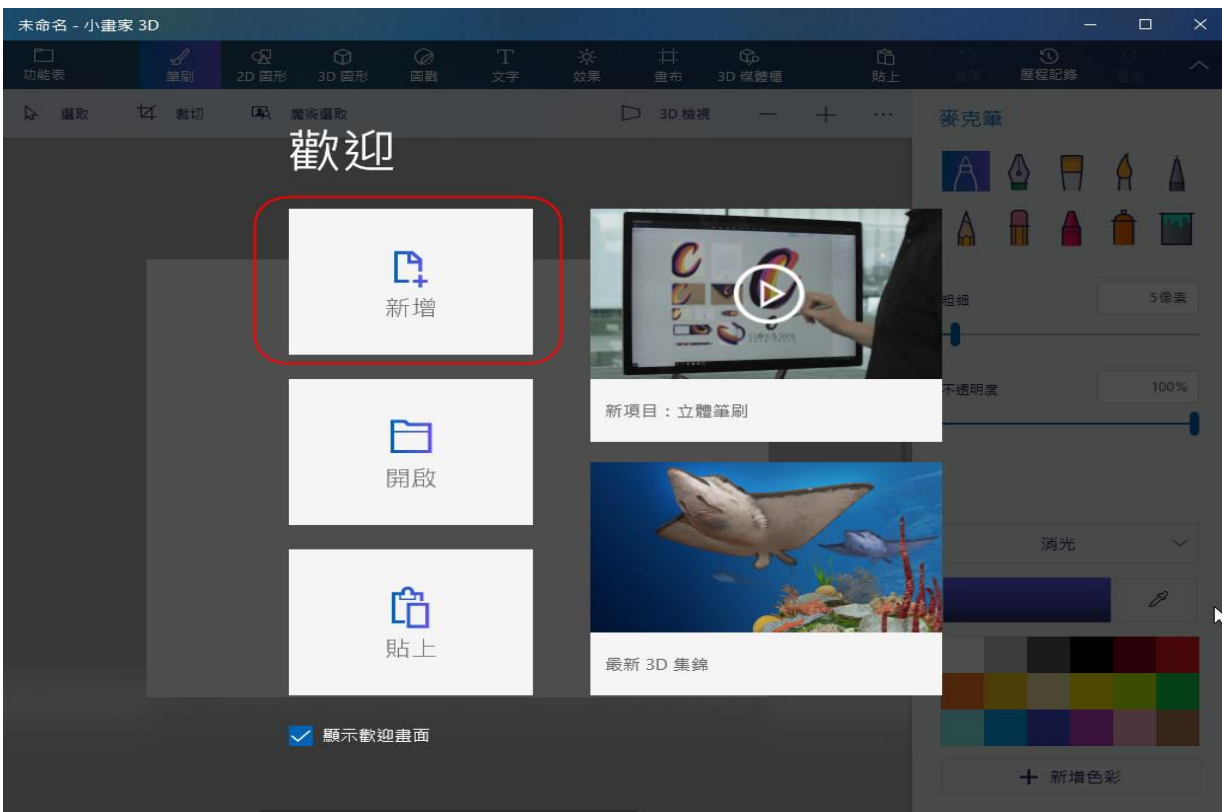 未命名 - 小畫家 3D
功能表
筆刷
2D 圖形
3D 圖形
圖戳
文字
效果
畫布
3D 媒體櫃
貼上
歷程記錄
選取
裁切
魔術選取
3D 檢視
麥克筆
歡迎
新增
開啟
貼上
新項目：立體筆刷
最新 3D 集錦
顯示歡迎畫面
粗細
5像素
不透明度
100%
消光
新增色彩